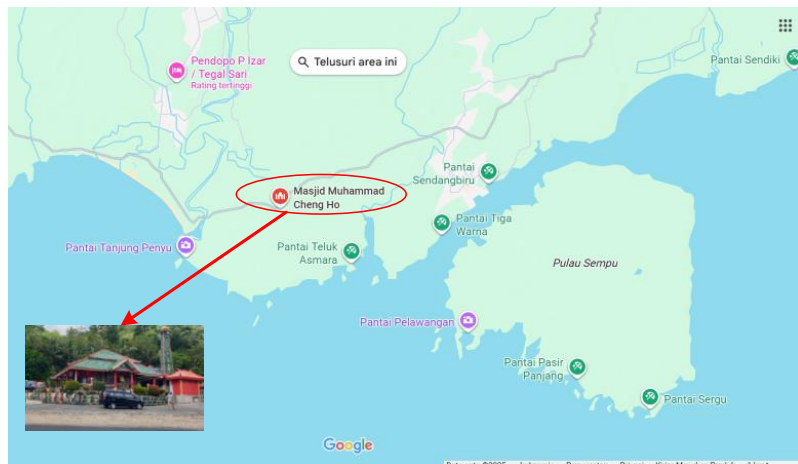 Pendopo P Izar
/ Tegal Sari
Rating tertinggi
Telusuri area ini
Pantai Sendiki
Pantai
Sendangbiru
Masjid Muhammad
Cheng Ho
Pantai Tiga
Warna
Pantai Tanjung Penyu
Pantai Teluk
Asmara
Pulau Sempu
Pantai Pelawangan
Pantai Pasir
Panjang
Pantai Sergu
Google